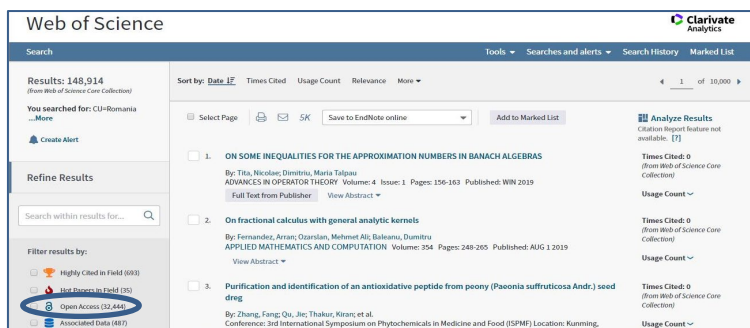 Web of Science
Clarivate
Analytics
Search
Tools
Searches and alerts
Search History
Marked List
Results: 148,914
(from Web of Science Core Collection)
You searched for: CU=Romania
...More
Create Alert
Refine Results
Search within results for...
Filter results by:
Highly Cited in Field (693)
Hot Papers in Field (35)
Open Access (32,444)
Associated Data (487)
Sort by: Date Times Cited Usage Count Relevance More
1 of 10,000
Select Page 5K Save to EndNote online Add to Marked List
1. ON SOME INEQUALITIES FOR THE APPROXIMATION NUMBERS IN BANACH ALGEBRAS
By: Tita, Nicolae; Dimitriu, Maria Talpau
ADVANCES IN OPERATOR THEORY Volume: 4 Issue: 1 Pages: 156-163 Published: WIN 2019
Full Text from Publisher View Abstract
2. On fractional calculus with general analytic kernels
By: Fernandez, Arran; Ozarslan, Mehmet Ali; Baleanu, Dumitru
APPLIED MATHEMATICS AND COMPUTATION Volume: 354 Pages: 248-265 Published: AUG 1 2019
View Abstract
3. Purification and identification of an antioxidative peptide from peony (Paeonia suffruticosa Andr.) seed
dreg
By: Zhang, Fang; Qu, Jie; Thakur, Kiran; et al.
Conference: 3rd International Symposium on Phytochemicals in Medicine and Food (ISPMF) Location: Kunming,
Analyze Results
Citation Report feature not
available. [?]
Times Cited: 0
(from Web of Science Core
Collection)
Usage Count
Times Cited: 0
(from Web of Science Core
Collection)
Usage Count
Times Cited: 0
(from Web of Science Core
Collection)
Usage Count